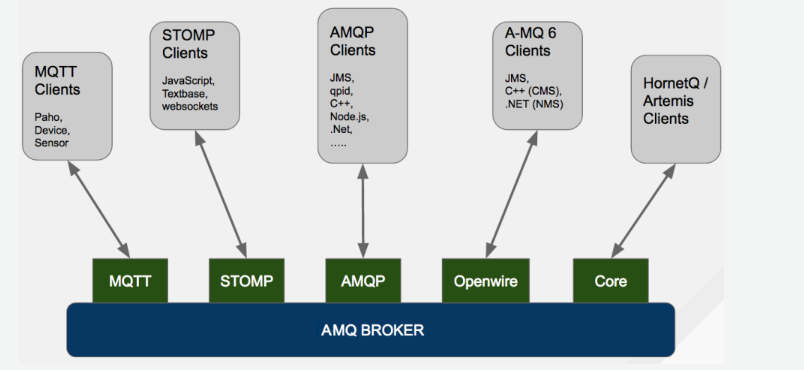 MQTT
Clients
Paho,
Device,
Sensor
STOMP
Clients
JavaScript,
Textbase,
websockets
AMQP
Clients
JMS,
qpid,
C++,
Node.js,
.Net,
.....
A-MQ 6
Clients
JMS,
C++ (CMS),
.NET (NMS)
HornetQ /
Artemis
Clients
MQTT
STOMP
AMQP
Openwire
Core
AMQ BROKER